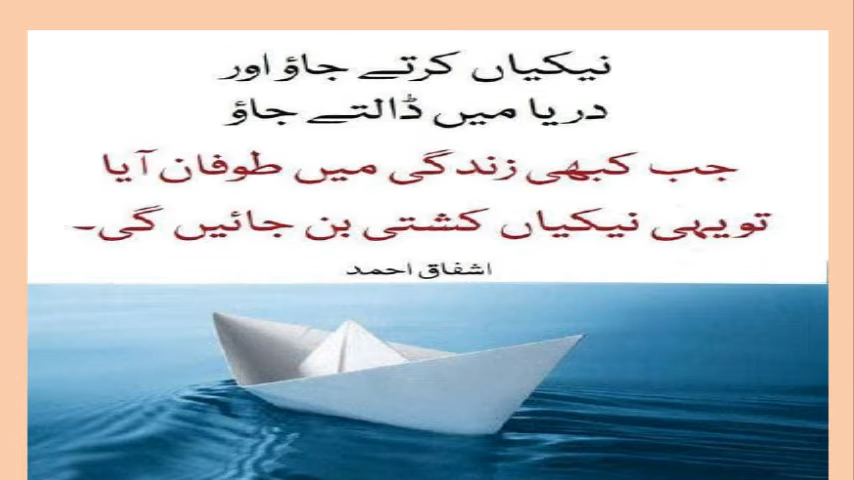 نیکیاں کرتے جاؤ اور
دریا میں ڈالتے جاؤ
جب کبھی زندگی میں طوفان آیا
تو یہی نیکیاں کشتی بن جائیں گی۔
اشفاق احمد